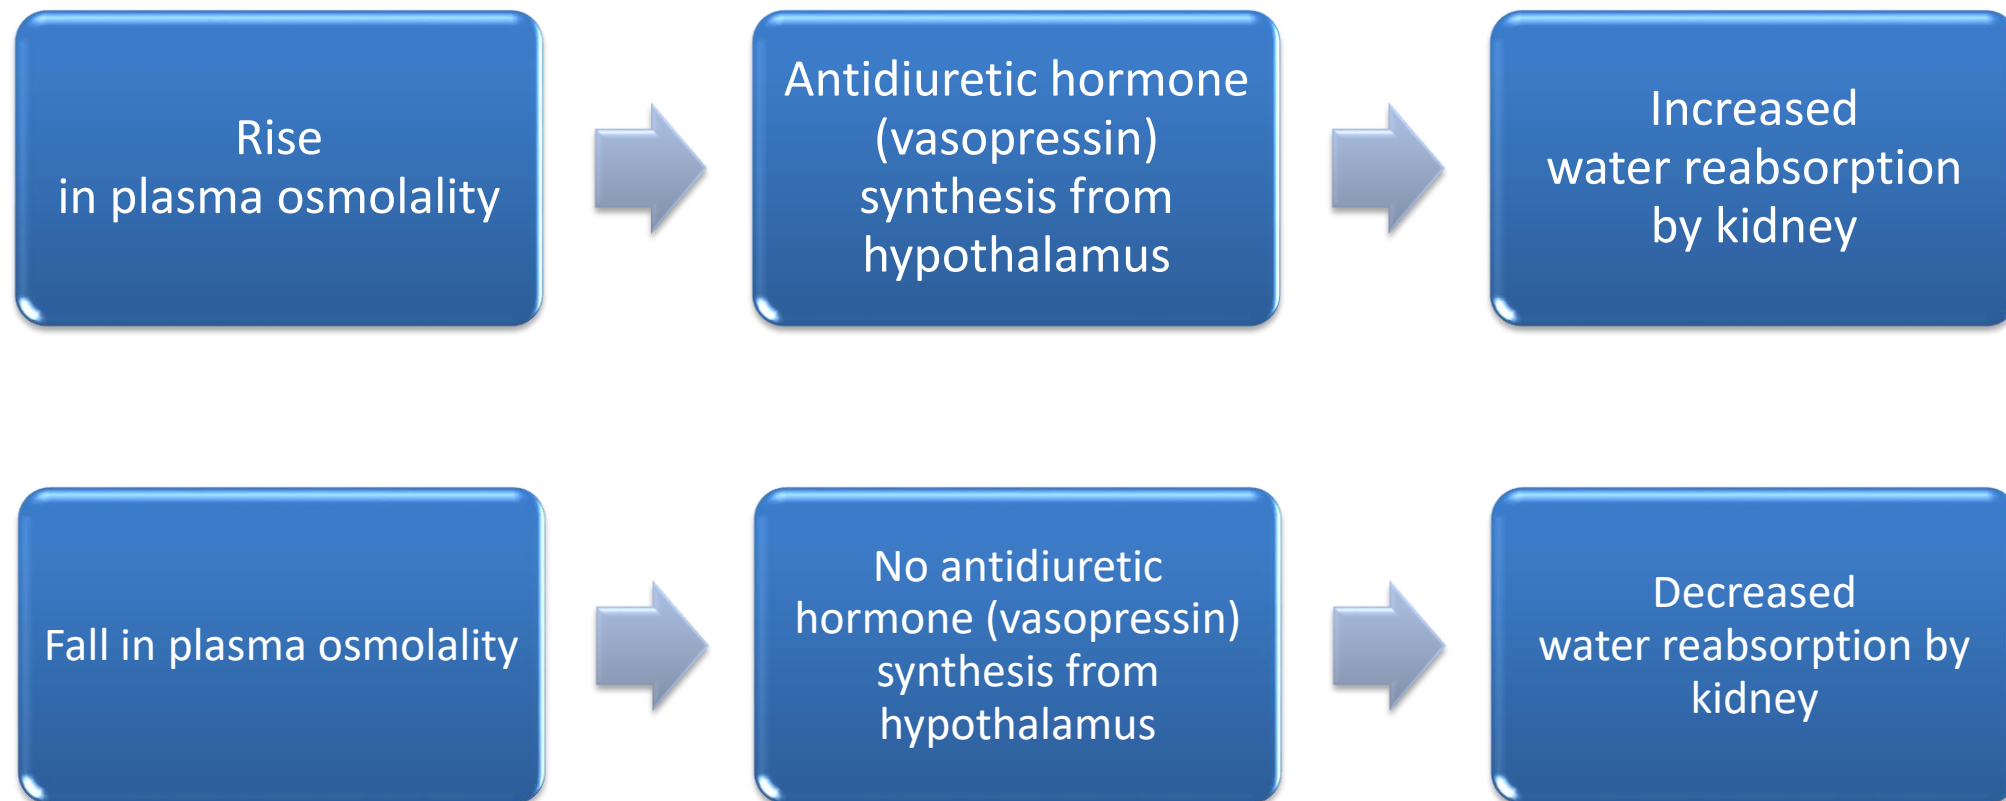 Rise
in plasma osmolality
Antidiuretic hormone
(vasopressin)
synthesis from
hypothalamus
Increased
water reabsorption
by kidney
Fall in plasma osmolality
No antidiuretic
hormone (vasopressin)
synthesis from
hypothalamus
Decreased
water reabsorption by
kidney